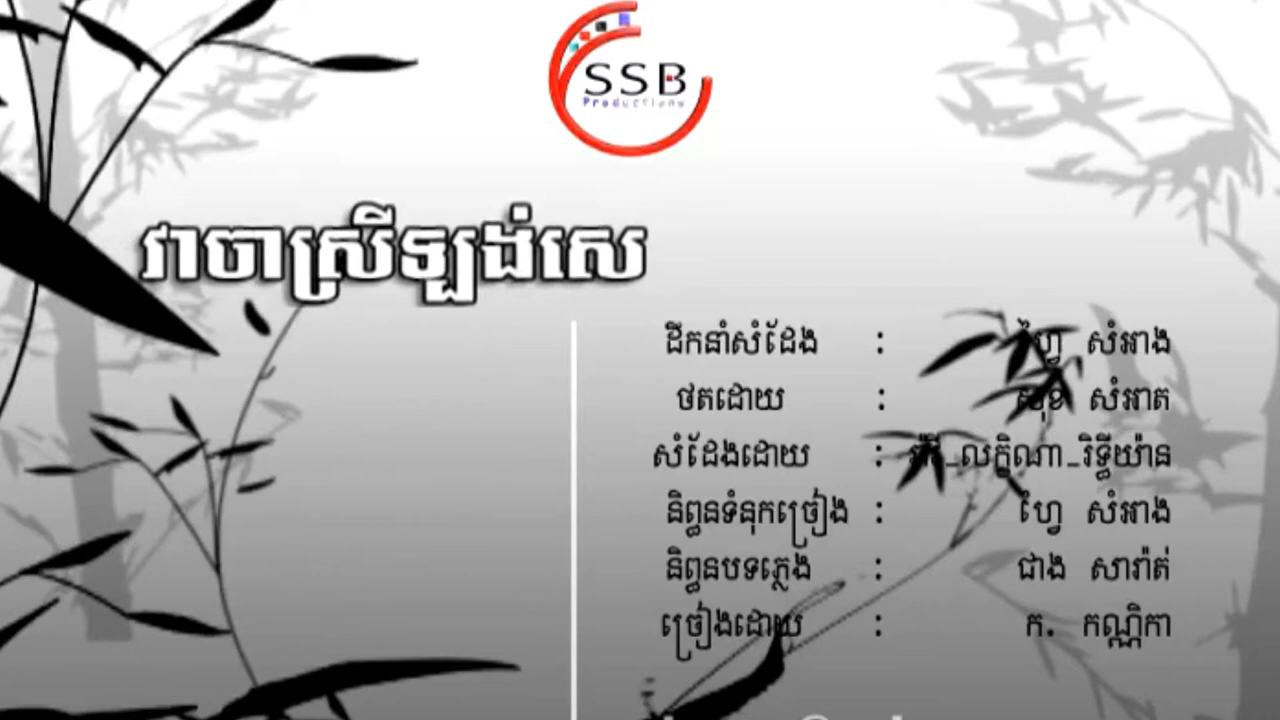 SSB
Productions
វាចាស្រីឡប់ង់សេ
ដឹកនាំសំដែង : ហ្វៃ សំអាង
ថតដោយ : សុខ សំអាត
សំដែងដោយ : លក្ខិណា_រិទ្ធីយ៉ាន
និព្ធនទំនុកច្រៀង : ហ្វៃ សំអាង
និព្ធនបទភ្លេង : ជាង សារ៉ាត់
ច្រៀងដោយ : ក. កណ្ណិកា